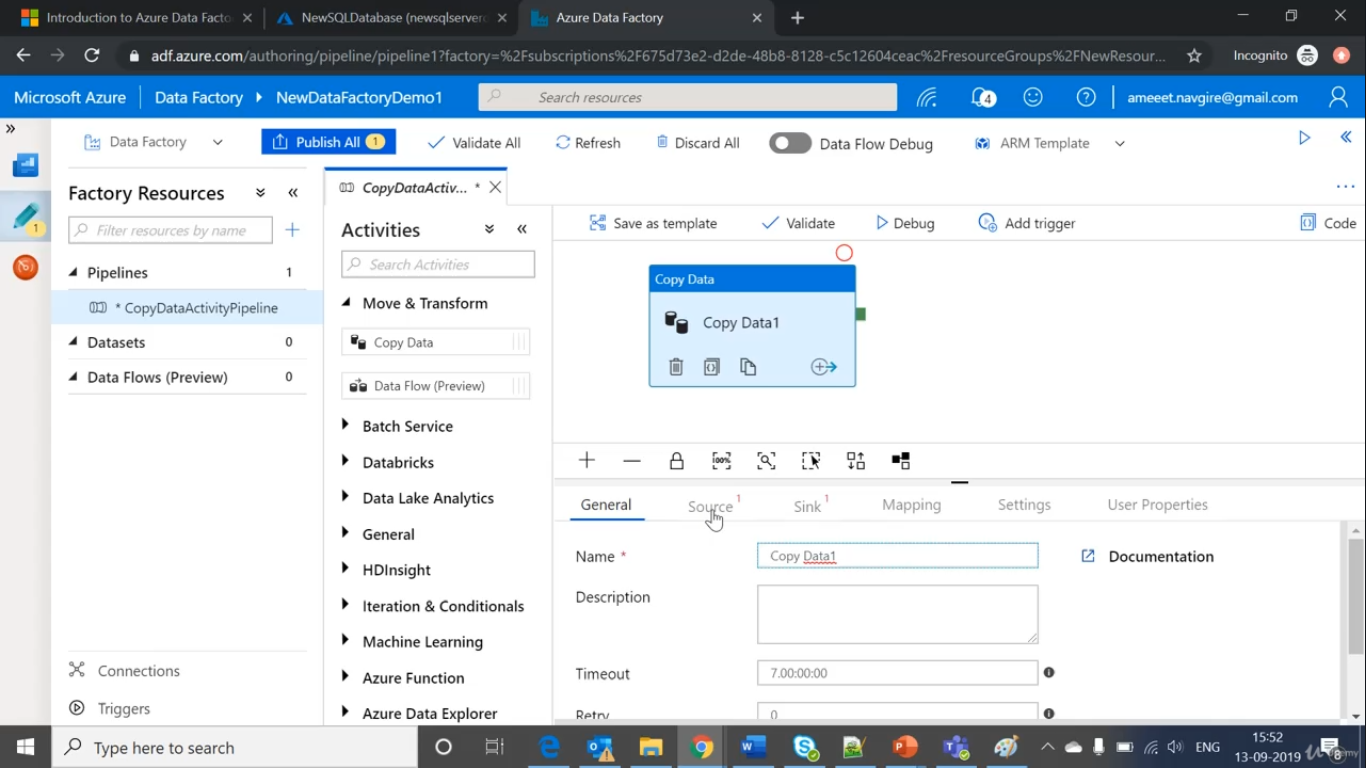 Introduction to Azure Data Facto
NewSQLDatabase (newsqlserver
Azure Data Factory
adf.azure.com/authoring/pipeline/pipeline1?factory=%2Fsubscriptions%2F675d73e2-d2de-48b8-8128-c5c12604ceac%2FresourceGroups%2FNewResour...
Incognito
Microsoft Azure
Data Factory
NewDataFactoryDemo1
Search resources
4
ameeet.navgire@gmail.com
Data Factory
Publish All 1
Validate All
Refresh
Discard All
Data Flow Debug
ARM Template
Factory Resources
CopyDataActiv... *
Activities
Save as template
Validate
Debug
Add trigger
Code
1
Filter resources by name
Search Activities
Pipelines 1
* CopyDataActivityPipeline
Datasets 0
Data Flows (Preview) 0
Connections
Triggers
Move & Transform
Copy Data
Data Flow (Preview)
Batch Service
Databricks
Data Lake Analytics
General
HDInsight
Iteration & Conditionals
Machine Learning
Azure Function
Azure Data Explorer
Copy Data
Copy Data1
100%
General
Source 1
Sink 1
Mapping
Settings
User Properties
Name *
Copy Data1
Documentation
Description
Timeout
7.00:00:00
Retry
0
Type here to search
ENG
15:52
13-09-2019
8